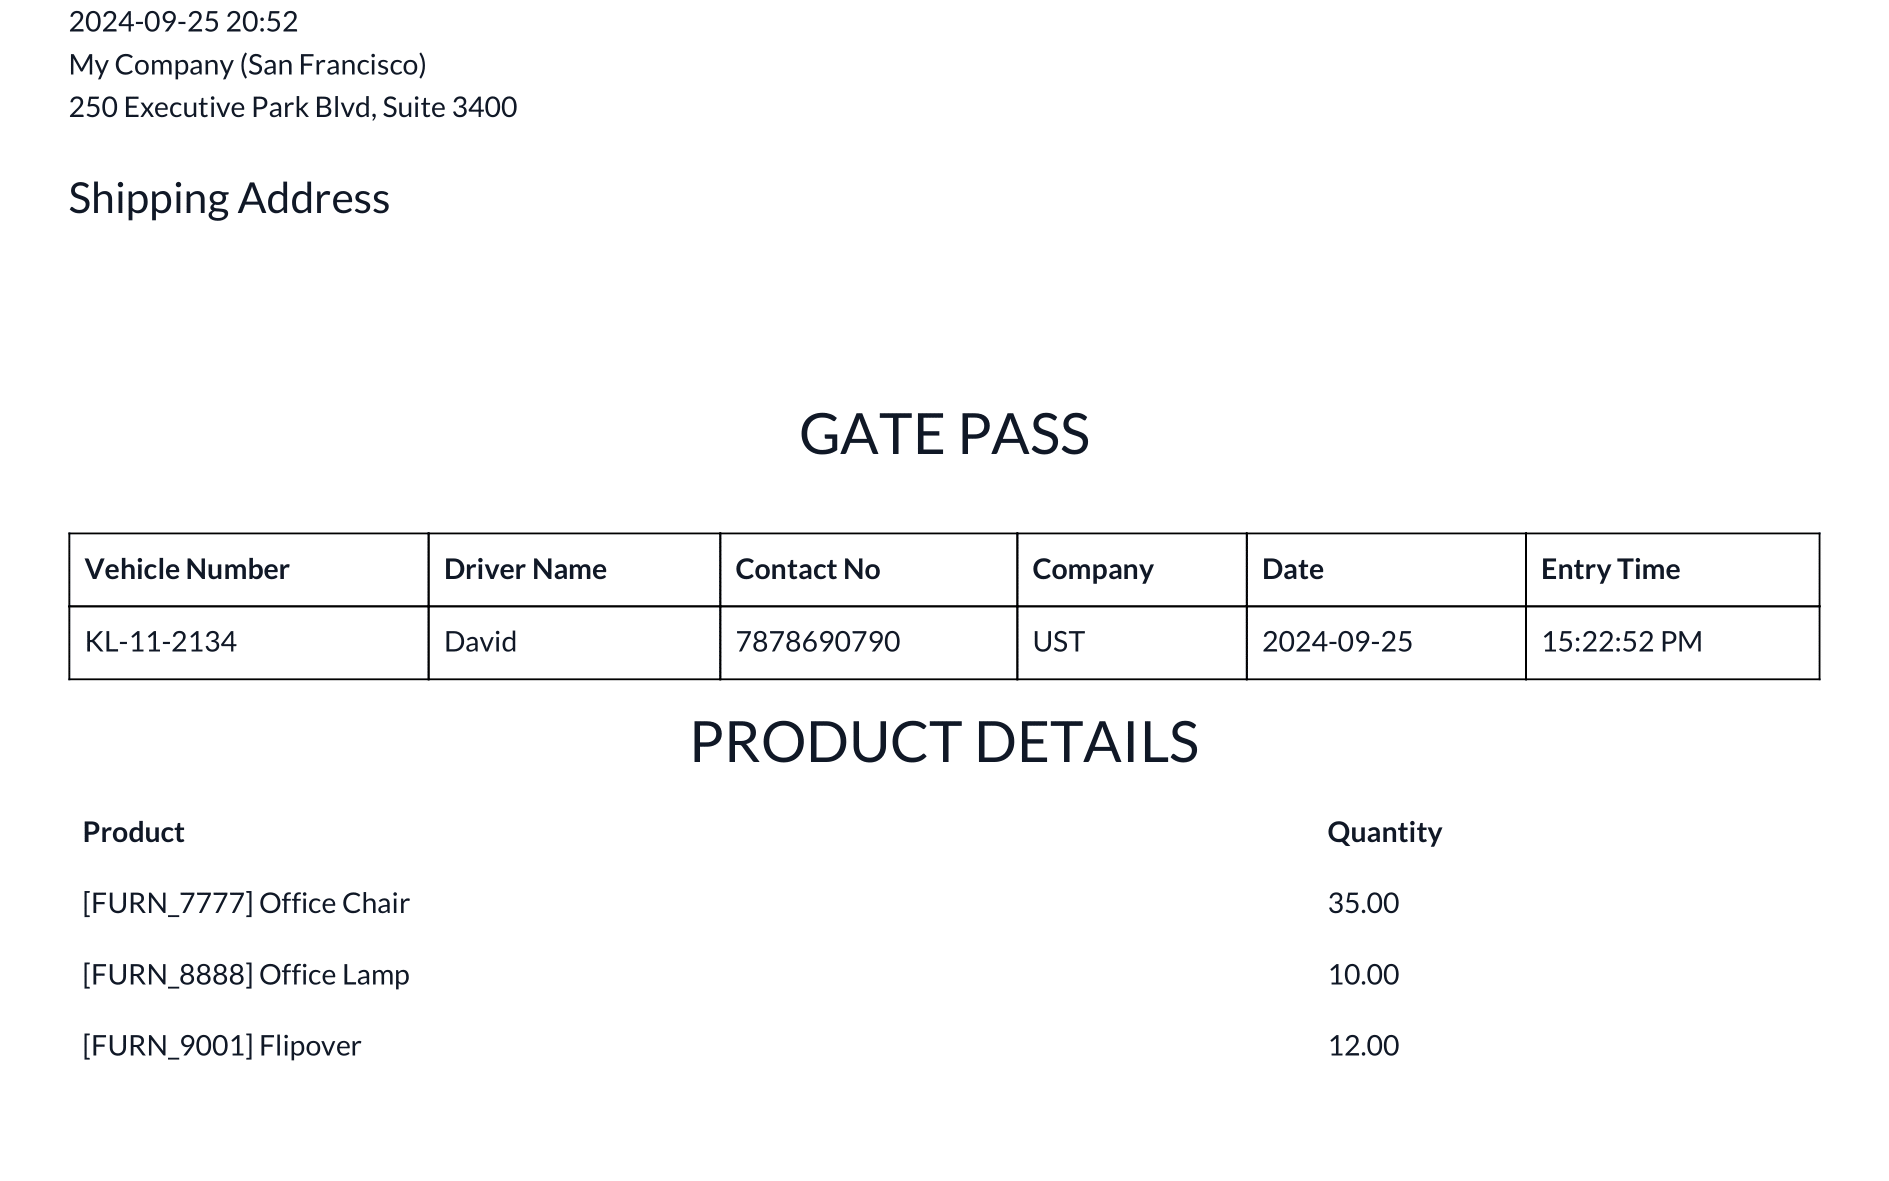 2024-09-25 20:52
My Company (San Francisco)
250 Executive Park Blvd, Suite 3400
Shipping Address
GATE PASS
Vehicle Number Driver Name Contact No Company Date Entry Time
KL-11-2134 David 7878690790 UST 2024-09-25 15:22:52 PM
PRODUCT DETAILS
Product Quantity
[FURN_7777] Office Chair 35.00
[FURN_8888] Office Lamp 10.00
[FURN_9001] Flipover 12.00